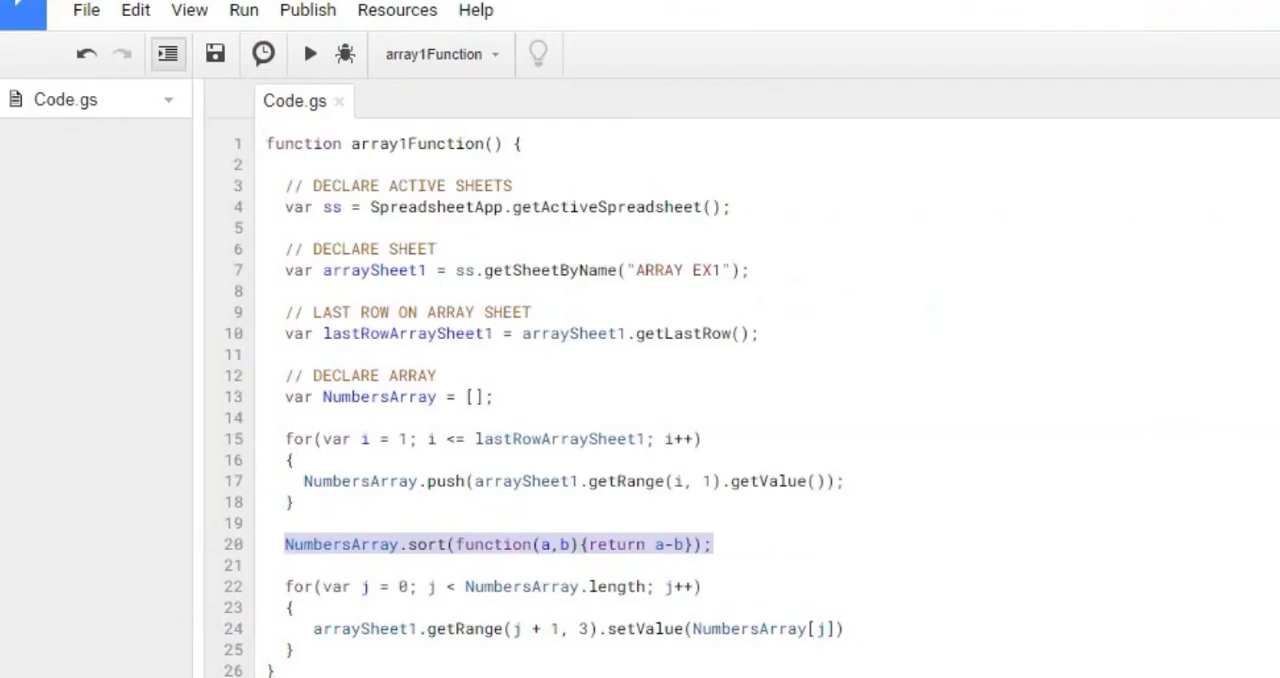 File Edit View Run Publish Resources Help
array1Function
Code.gs
Code.gs ×
1 function array1Function() {
2
3 // DECLARE ACTIVE SHEETS
4 var ss = SpreadsheetApp.getActiveSpreadsheet();
5
6 // DECLARE SHEET
7 var arraySheet1 = ss.getSheetByName("ARRAY EX1");
8
9 // LAST ROW ON ARRAY SHEET
10 var lastRowArraySheet1 = arraySheet1.getLastRow();
11
12 // DECLARE ARRAY
13 var NumbersArray = [];
14
15 for(var i = 1; i <= lastRowArraySheet1; i++)
16 {
17 NumbersArray.push(arraySheet1.getRange(i, 1).getValue());
18 }
19
20 NumbersArray.sort(function(a,b){return a-b});
21
22 for(var j = 0; j < NumbersArray.length; j++)
23 {
24 arraySheet1.getRange(j + 1, 3).setValue(NumbersArray[j])
25 }
26 }